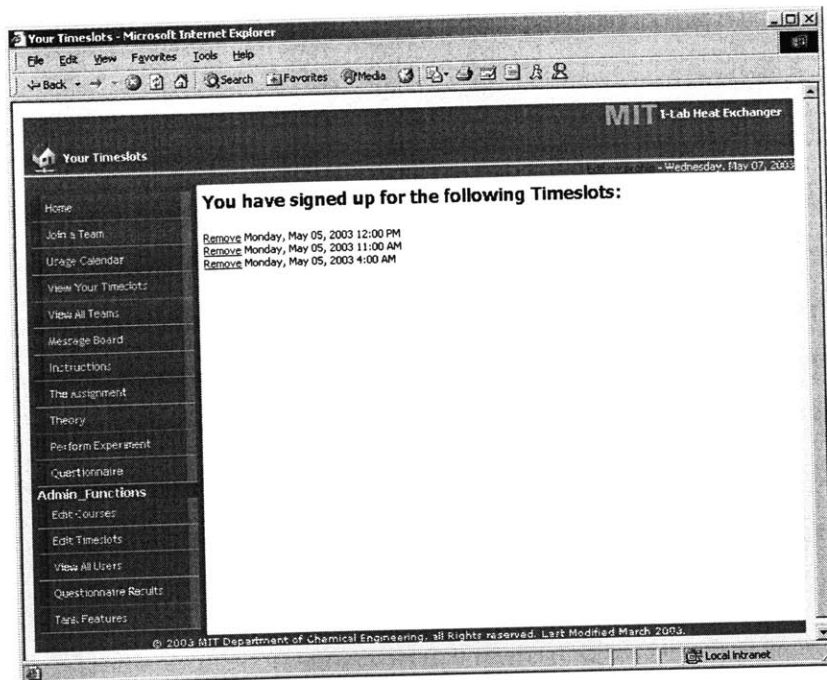 Your Timeslots - Microsoft Internet Explorer
File Edit View Favorites Tools Help
Back Search Favorites Media
MIT I-Lab Heat Exchanger
Your Timeslots
- Wednesday, May 07, 2003
You have signed up for the following Timeslots:
Remove Monday, May 05, 2003 12:00 PM
Remove Monday, May 05, 2003 11:00 AM
Remove Monday, May 05, 2003 4:00 AM
Home
Join a Team
Usage Calendar
View Your Timeslots
View All Teams
Message Board
Instructions
The Assignment
Theory
Perform Experiment
Questionnaire
Admin_Functions
Edit Courses
Edit Timeslots
View All Users
Questionnaire Results
Features
© 2003 MIT Department of Chemical Engineering, all Rights reserved. Last Modified March 2003.
Local intranet